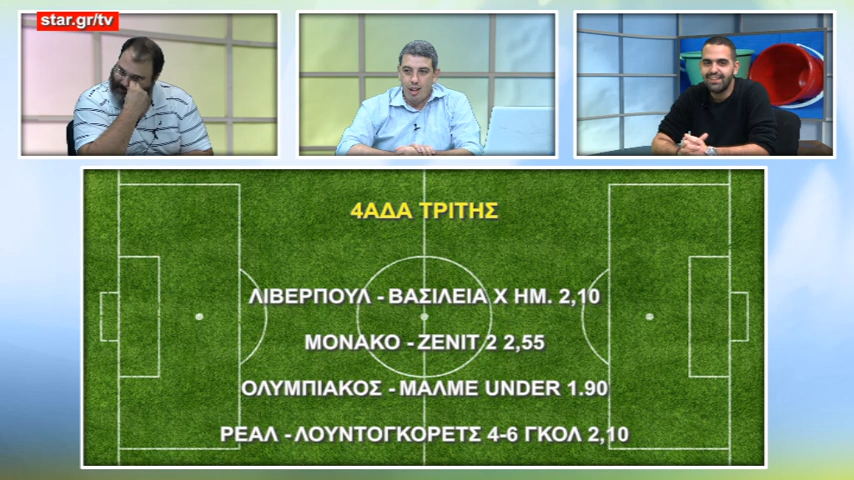 star.gr/tv
4ΑΔΑ ΤΡΙΤΗΣ
ΛΙΒΕΡΠΟΥΛ - ΒΑΣΙΛΕΙΑ Χ ΗΜ. 2,10
ΜΟΝΑΚΟ - ΖΕΝΙΤ 2 2,55
ΟΛΥΜΠΙΑΚΟΣ - ΜΑΛΜΕ UNDER 1.90
ΡΕΑΛ - ΛΟΥΝΤΟΓΚΟΡΕΤΣ 4-6 ΓΚΟΛ 2,10